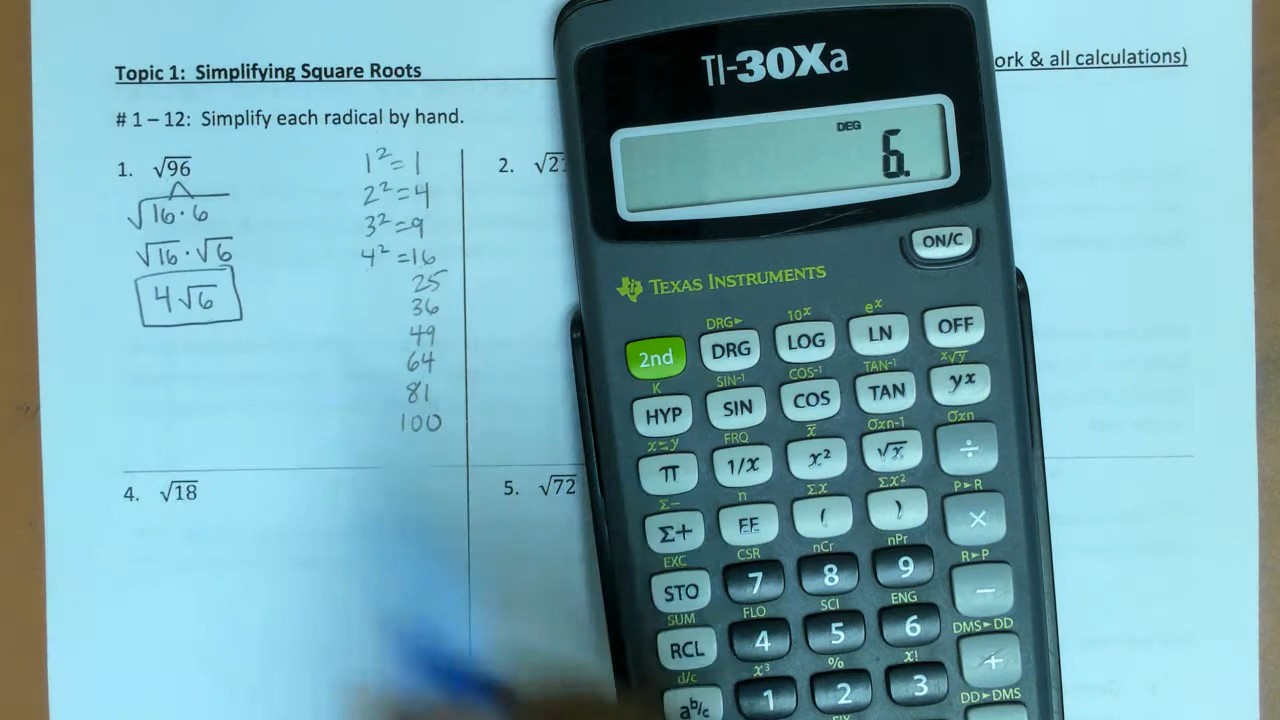 Topic 1: Simplifying Square Roots
ork & all calculations)
# 1 – 12: Simplify each radical by hand.
1. √96
√16·6
√16·√6
4√6
1²=1
2²=4
3²=9
4²=16
25
36
49
64
81
100
2. √2
4. √18
5. √72
TI-30Xa
DEG
6.
ON/C
TEXAS INSTRUMENTS
DRG▶ 10ˣ eˣ
2nd DRG LOG LN OFF
K SIN⁻¹ COS⁻¹ TAN⁻¹ ˣ√y
HYP SIN COS TAN yˣ
x⇄y FRQ x̄ σxn-1 σxn
π 1/x x² √x ÷
Σ− n Σx Σx² P▶R
Σ+ EE ( ) ×
EXC CSR nCr nPr R▶P
STO 7 8 9 −
SUM FLO SCI ENG DMS▶DD
RCL 4 5 6 +
d/c x³ % x! DD▶DMS
aᵇ/c 1 2 3